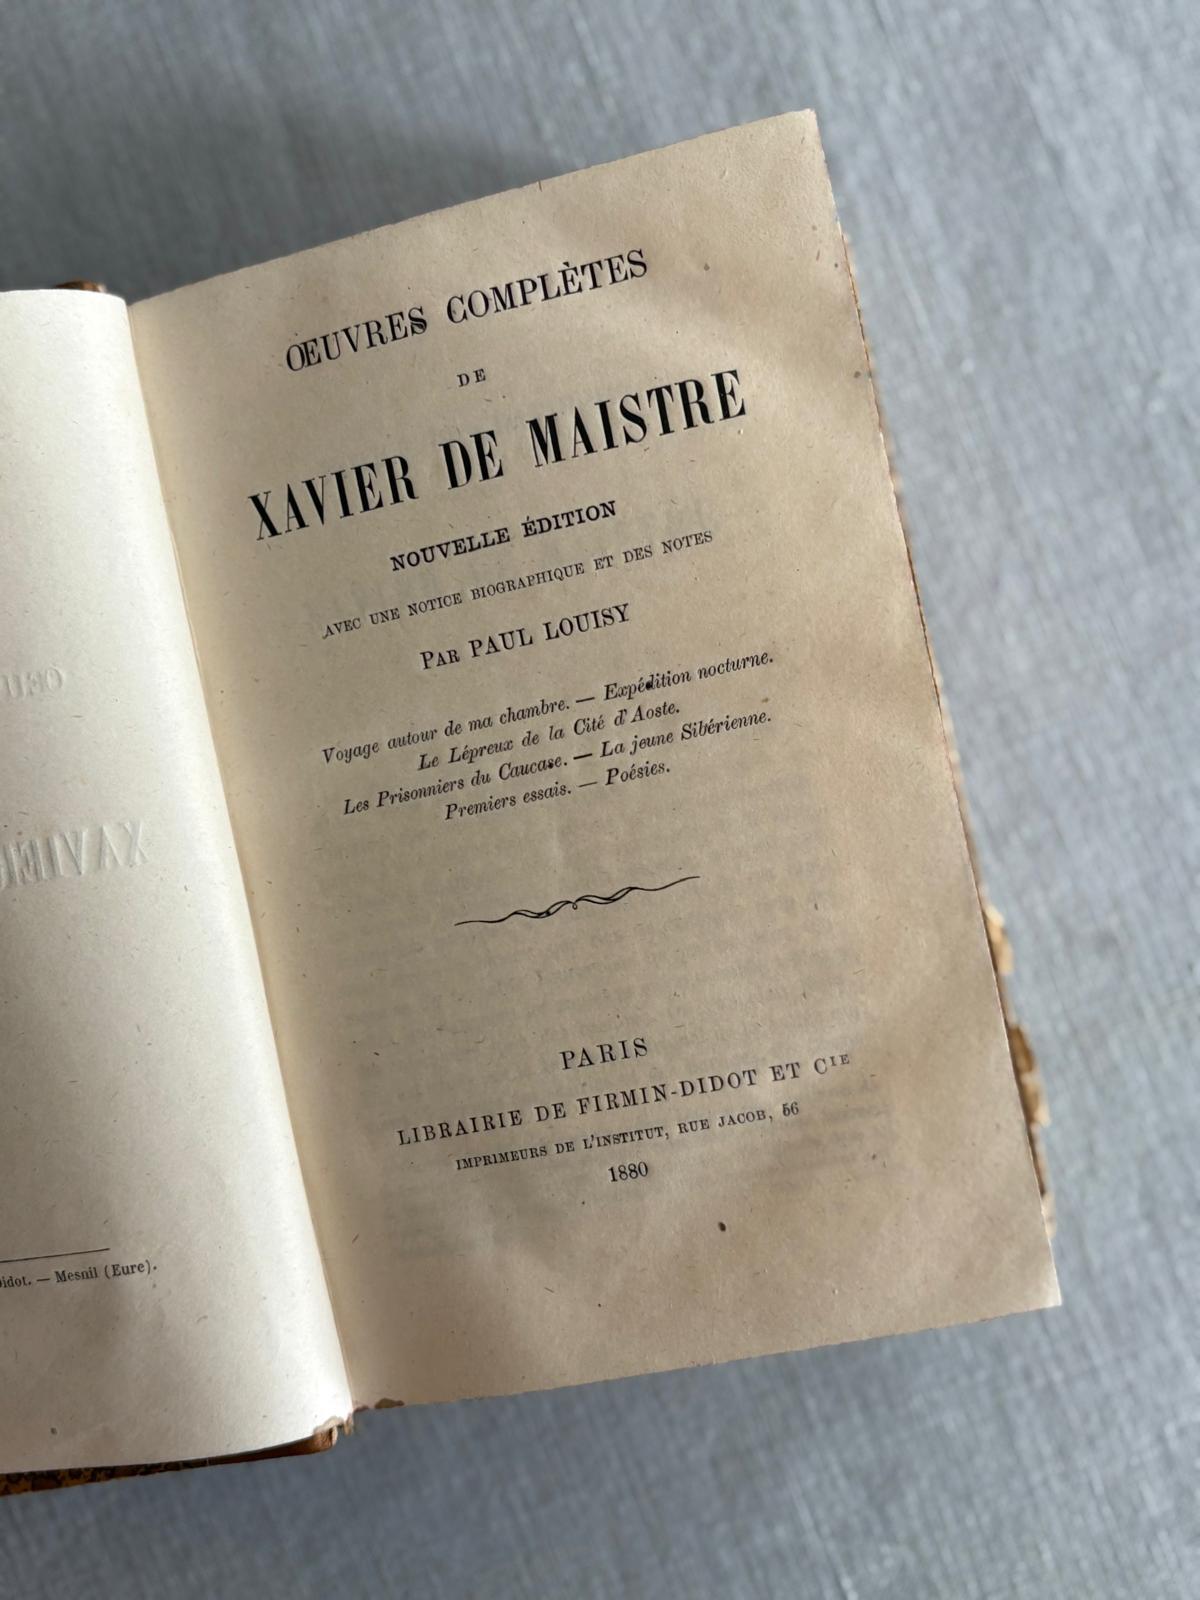 ŒUVRES COMPLÈTES
DE
XAVIER DE MAISTRE
NOUVELLE ÉDITION
AVEC UNE NOTICE BIOGRAPHIQUE ET DES NOTES
PAR PAUL LOUISY
Voyage autour de ma chambre. — Expédition nocturne.
Le Lépreux de la Cité d'Aoste.
Les Prisonniers du Caucase. — La jeune Sibérienne.
Premiers essais. — Poésies.
PARIS
LIBRAIRIE DE FIRMIN-DIDOT ET CIE
IMPRIMEURS DE L'INSTITUT, RUE JACOB, 56
1880
idot. — Mesnil (Eure).